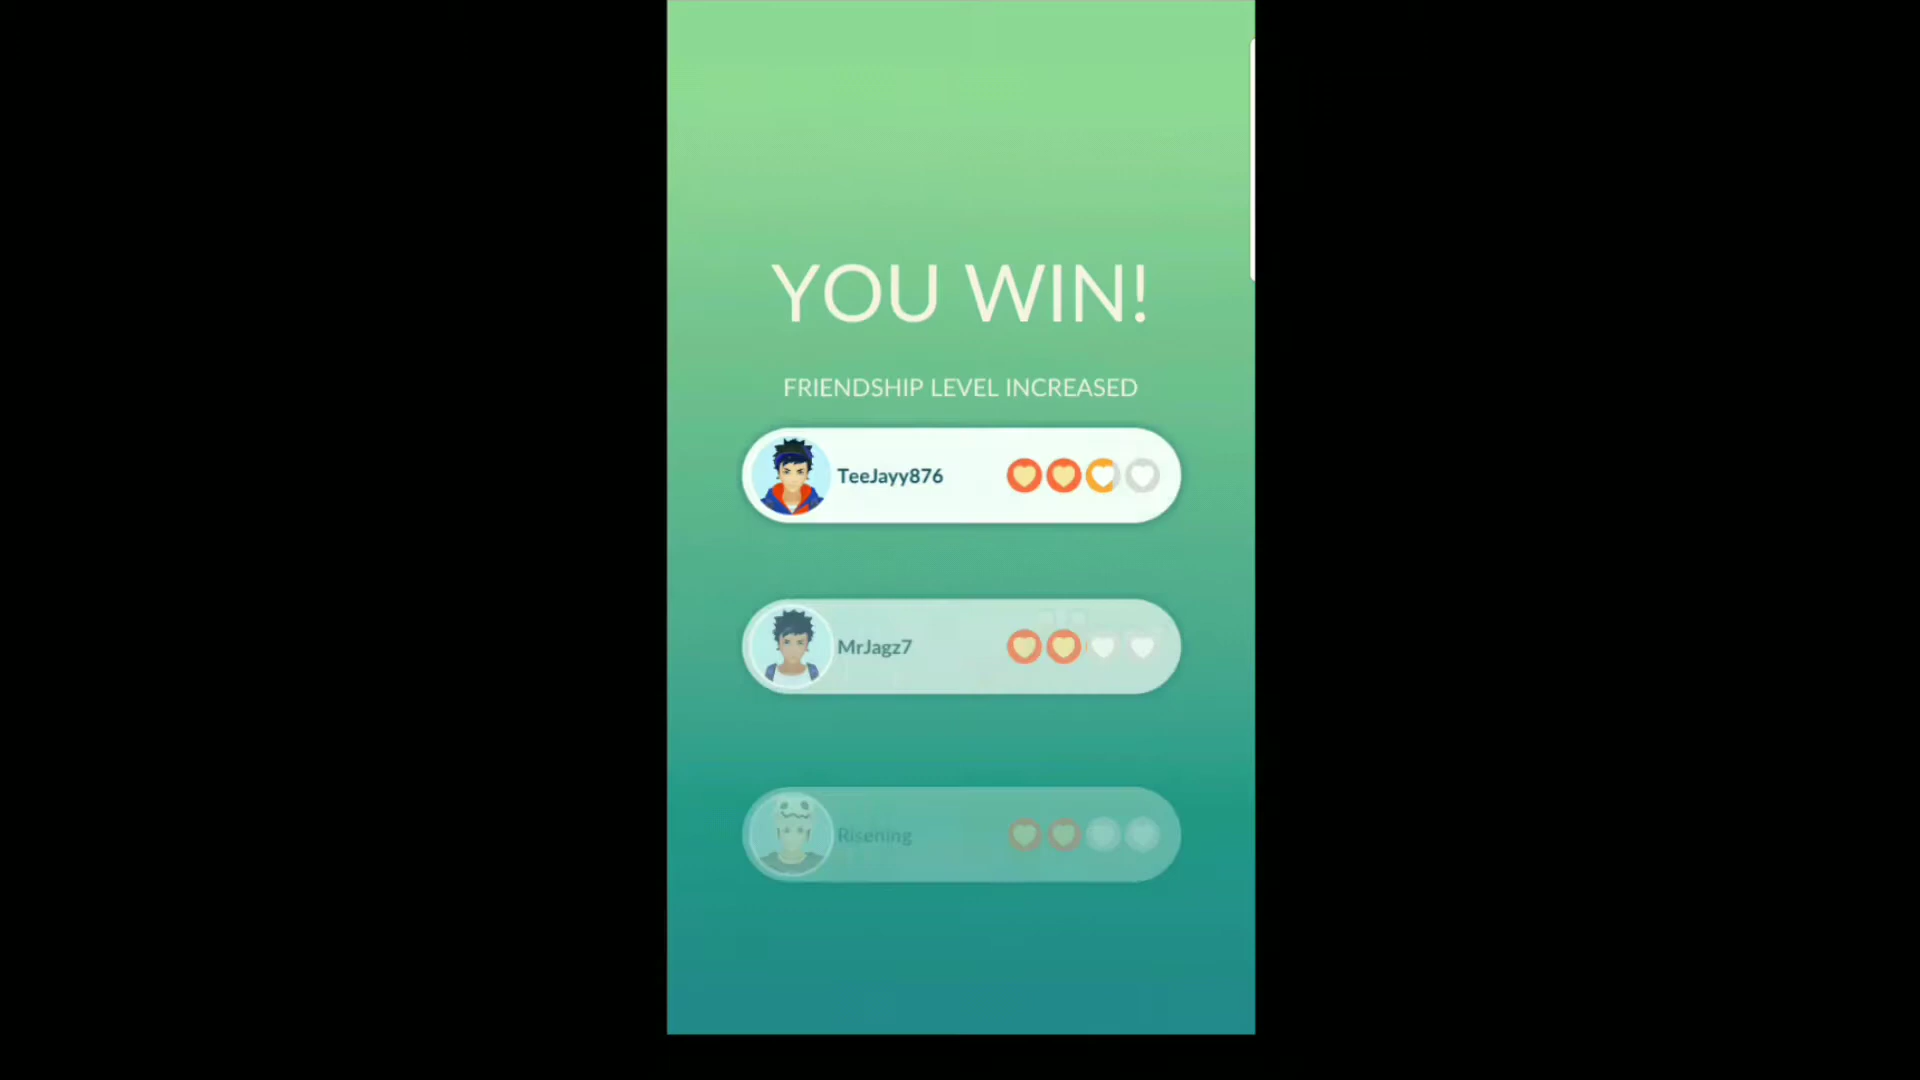 YOU WIN!
FRIENDSHIP LEVEL INCREASED
TeeJayy876
MrJagz7
Risening